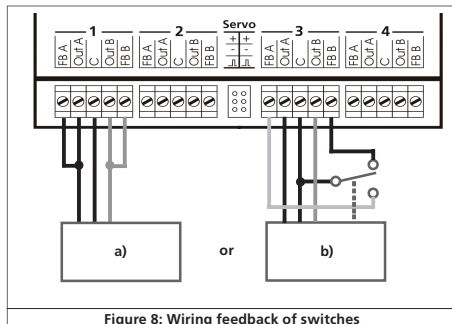 Servo
1 2 3 4
FB A Out A C Out B FB B FB A Out A C Out B FB B + + FB A Out A C Out B FB B FB A Out A C Out B FB B
- -
a) or b)
Figure 8: Wiring feedback of switches